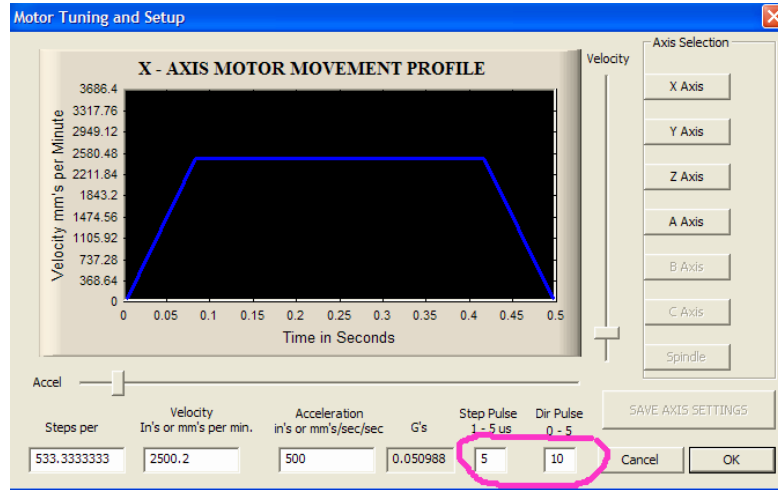 Motor Tuning and Setup
X - AXIS MOTOR MOVEMENT PROFILE
Velocity mm's per Minute
3686.4
3317.76
2949.12
2580.48
2211.84
1843.2
1474.56
1105.92
737.28
368.64
0
0 0.05 0.1 0.15 0.2 0.25 0.3 0.35 0.4 0.45 0.5
Time in Seconds
Velocity
Axis Selection
X Axis
Y Axis
Z Axis
A Axis
B Axis
C Axis
Spindle
Accel
Steps per
Velocity
In's or mm's per min.
Acceleration
in's or mm's/sec/sec
G's
Step Pulse
1 - 5 us
Dir Pulse
0 - 5
SAVE AXIS SETTINGS
533.3333333 2500.2 500 0.050988 5 10 Cancel OK